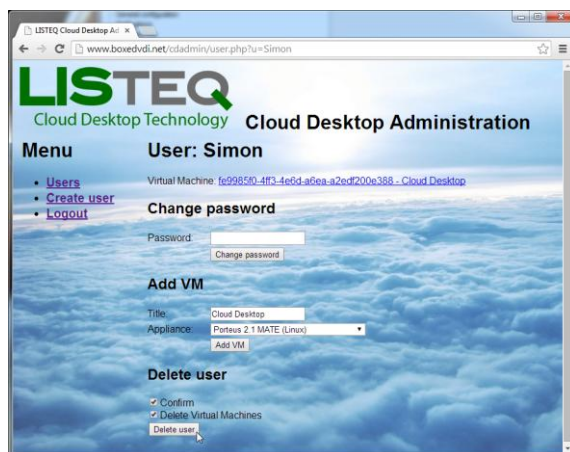 LISTEQ Cloud Desktop Ad
www.boxedvdi.net/cdadmin/user.php?u=Simon
LISTEQ
Cloud Desktop Technology
Cloud Desktop Administration
Menu
Users
Create user
Logout
User: Simon
Virtual Machine: fe9985f0-4ff3-4e6d-a6ea-a2edf200e388 - Cloud Desktop
Change password
Password:
Change password
Add VM
Title: Cloud Desktop
Appliance: Porteus 2.1 MATE (Linux)
Add VM
Delete user
Confirm
Delete Virtual Machines
Delete user